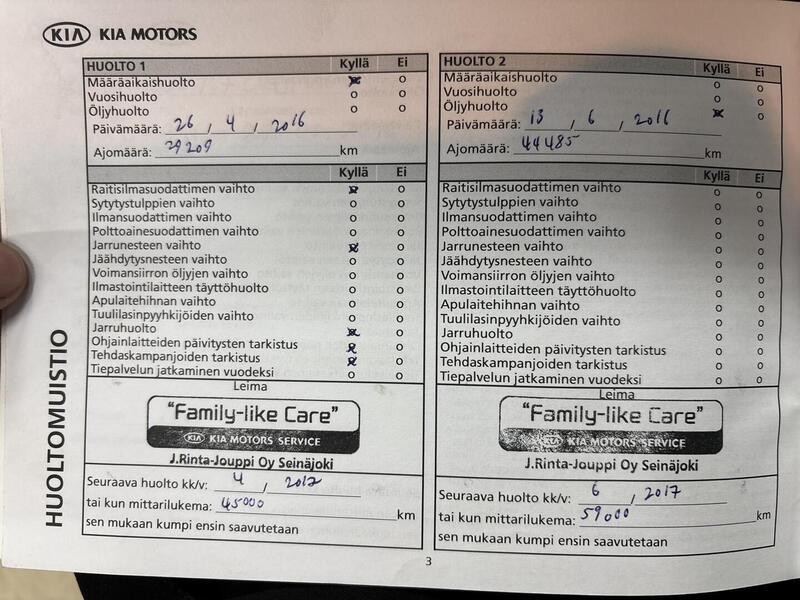 KIA KIA MOTORS
HUOLTO 1 Kyllä Ei
Määräaikaishuolto x o
Vuosihuolto o o
Öljyhuolto o o
Päivämäärä: 26 , 4 , 2016
Ajomäärä: 29209 km
Kyllä Ei
Raitisilmasuodattimen vaihto x o
Sytytystulppien vaihto o o
Ilmansuodattimen vaihto o o
Polttoainesuodattimen vaihto o o
Jarrunesteen vaihto x o
Jäähdytysnesteen vaihto o o
Voimansiirron öljyjen vaihto o o
Ilmastointilaitteen täyttöhuolto o o
Apulaitehihnan vaihto o o
Tuulilasinpyyhkijöiden vaihto o o
Jarruhuolto x o
Ohjainlaitteiden päivitysten tarkistus x o
Tehdaskampanjoiden tarkistus x o
Tiepalvelun jatkaminen vuodeksi o o
Leima
"Family-like Care"
KIA KIA MOTORS SERVICE
J.Rinta-Jouppi Oy Seinäjoki
Seuraava huolto kk/v: 4 , 2017
tai kun mittarilukema: 45000 km
sen mukaan kumpi ensin saavutetaan
HUOLTO 2 Kyllä Ei
Määräaikaishuolto o o
Vuosihuolto o o
Öljyhuolto x o
Päivämäärä: 13 , 6 , 2016
Ajomäärä: 44485 km
Kyllä Ei
Raitisilmasuodattimen vaihto o o
Sytytystulppien vaihto o o
Ilmansuodattimen vaihto o o
Polttoainesuodattimen vaihto o o
Jarrunesteen vaihto o o
Jäähdytysnesteen vaihto o o
Voimansiirron öljyjen vaihto o o
Ilmastointilaitteen täyttöhuolto o o
Apulaitehihnan vaihto o o
Tuulilasinpyyhkijöiden vaihto o o
Jarruhuolto o o
Ohjainlaitteiden päivitysten tarkistus o o
Tehdaskampanjoiden tarkistus o o
Tiepalvelun jatkaminen vuodeksi o o
Leima
"Family-like Care"
KIA KIA MOTORS SERVICE
J.Rinta-Jouppi Oy Seinäjoki
Seuraava huolto kk/v: 6 , 2017
tai kun mittarilukema: 59000 km
sen mukaan kumpi ensin saavutetaan
HUOLTOMUISTIO
3